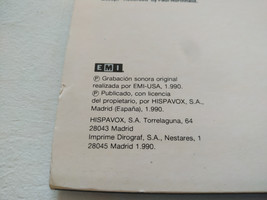 EMI
℗ Grabación sonora original
realizada por EMI-USA, 1.990.
℗ Publicado, con licencia
del propietario, por HISPAVOX, S.A.,
Madrid (España), 1.990.
HISPAVOX, S.A. Torrelaguna, 64
28043 Madrid
Imprime Dirograf, S.A., Nestares, 1
28045 Madrid 1.990.